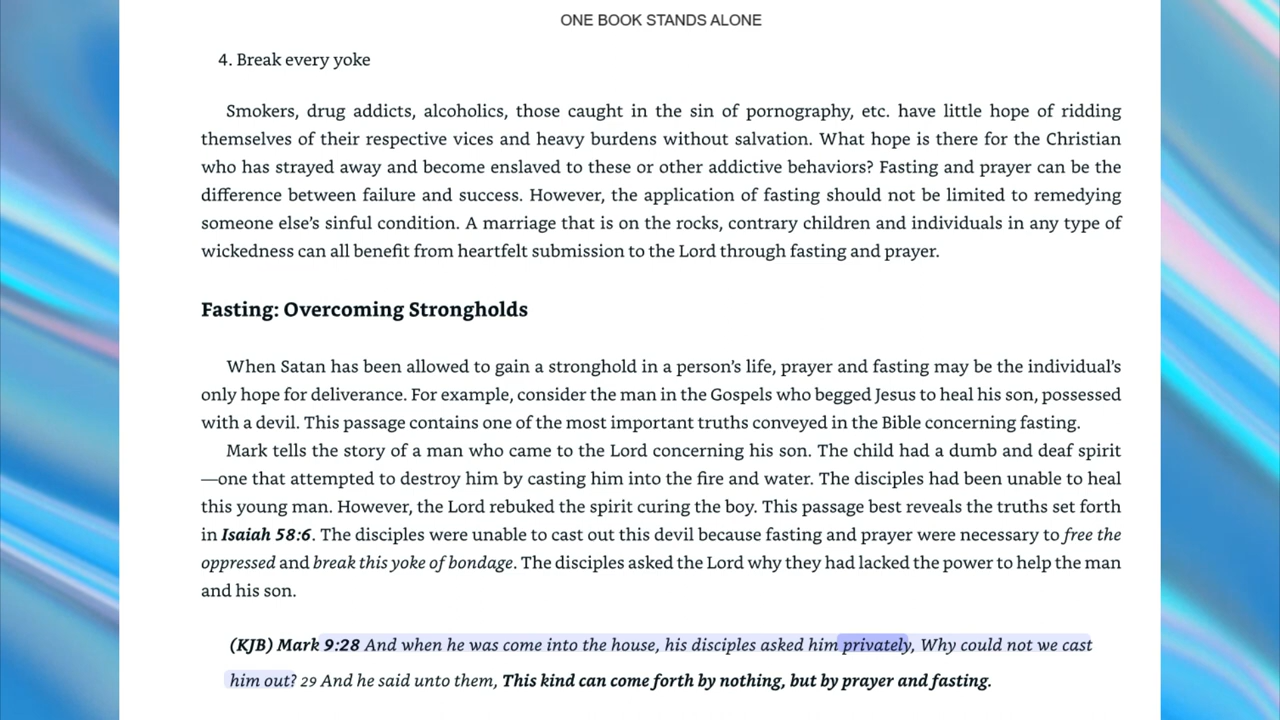 ONE BOOK STANDS ALONE
4. Break every yoke
Smokers, drug addicts, alcoholics, those caught in the sin of pornography, etc. have little hope of ridding
themselves of their respective vices and heavy burdens without salvation. What hope is there for the Christian
who has strayed away and become enslaved to these or other addictive behaviors? Fasting and prayer can be the
difference between failure and success. However, the application of fasting should not be limited to remedying
someone else's sinful condition. A marriage that is on the rocks, contrary children and individuals in any type of
wickedness can all benefit from heartfelt submission to the Lord through fasting and prayer.
Fasting: Overcoming Strongholds
When Satan has been allowed to gain a stronghold in a person's life, prayer and fasting may be the individual's
only hope for deliverance. For example, consider the man in the Gospels who begged Jesus to heal his son, possessed
with a devil. This passage contains one of the most important truths conveyed in the Bible concerning fasting.
Mark tells the story of a man who came to the Lord concerning his son. The child had a dumb and deaf spirit
—one that attempted to destroy him by casting him into the fire and water. The disciples had been unable to heal
this young man. However, the Lord rebuked the spirit curing the boy. This passage best reveals the truths set forth
in Isaiah 58:6. The disciples were unable to cast out this devil because fasting and prayer were necessary to free the
oppressed and break this yoke of bondage. The disciples asked the Lord why they had lacked the power to help the man
and his son.
(KJB) Mark 9:28 And when he was come into the house, his disciples asked him privately, Why could not we cast
him out? 29 And he said unto them, This kind can come forth by nothing, but by prayer and fasting.